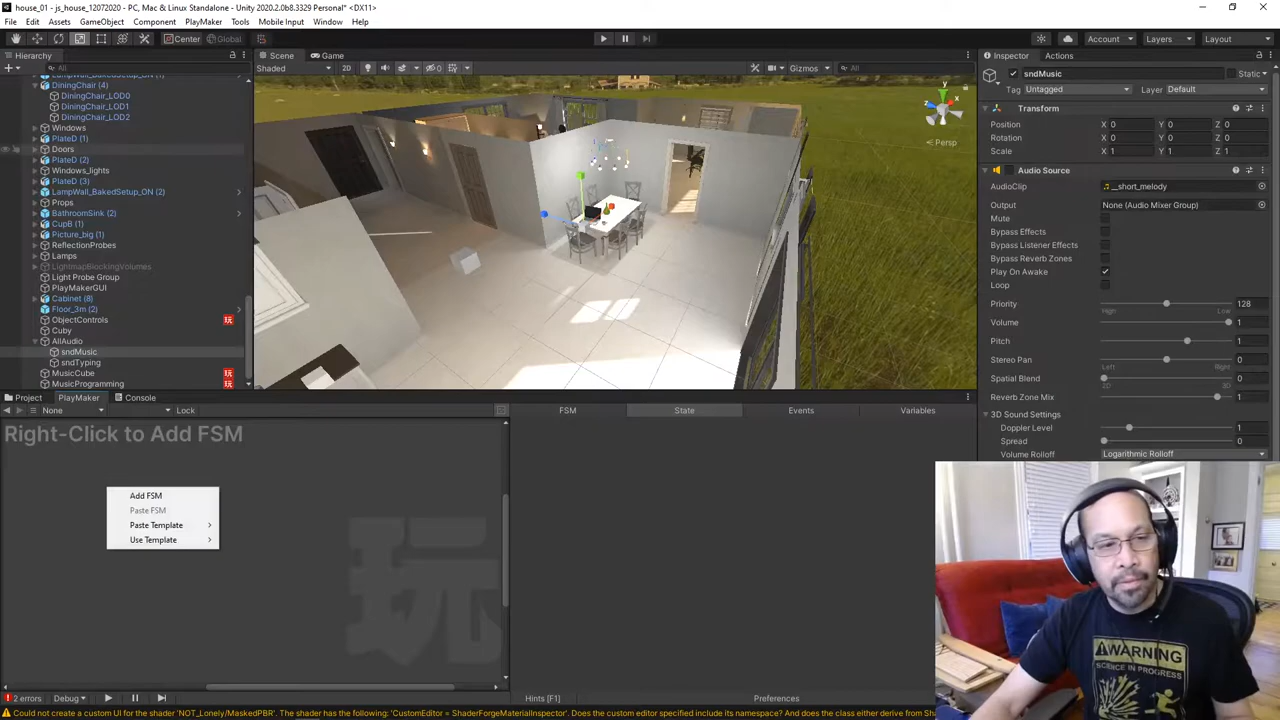 house_01 - js_house_12072020 - PC, Mac & Linux Standalone - Unity 2020.2.0b8.3329 Personal* <DX11>
File Edit Assets GameObject Component PlayMaker Tools Mobile Input Window Help
Center Global Account Layers Layout
Hierarchy Scene Game Inspector Actions
All Shaded 2D 0 Gizmos All sndMusic Static
LampWall_BakedSetup_ON (1)
Tag Untagged Layer Default
DiningChair (4)
DiningChair_LOD0
DiningChair_LOD1
DiningChair_LOD2
Windows
PlateD (1)
Doors
PlateD (2)
Windows_lights
PlateD (3)
LampWall_BakedSetup_ON (2)
Props
BathroomSink (2)
CupB (1)
Picture_big (1)
ReflectionProbes
Lamps
LightmapBlockingVolumes
Light Probe Group
PlayMakerGUI
Cabinet (8)
Floor_3m (2)
ObjectControls 玩
Cuby
AllAudio
sndMusic
sndTyping
MusicCube 玩
MusicProgramming 玩
y
x
z
Persp
Transform
Position X 0 Y 0 Z 0
Rotation X 0 Y 0 Z 0
Scale X 1 Y 1 Z 1
Audio Source
AudioClip __short_melody
Output None (Audio Mixer Group)
Mute
Bypass Effects
Bypass Listener Effects
Bypass Reverb Zones
Play On Awake
Loop
Priority 128
High Low
Volume 1
Pitch 1
Stereo Pan 0
Left Right
Spatial Blend 0
2D 3D
Reverb Zone Mix 1
3D Sound Settings
Doppler Level 1
Spread 0
Volume Rolloff Logarithmic Rolloff
Project PlayMaker Console
None Lock FSM State Events Variables
Right-Click to Add FSM
Add FSM
Paste FSM
Paste Template
Use Template
玩
WARNING
SCIENCE IN PROGRESS
2 errors Debug Hints [F1] Preferences
Could not create a custom UI for the shader 'NOT_Lonely/MaskedPBR'. The shader has the following: 'CustomEditor = ShaderForgeMaterialInspector'. Does the custom editor specified include its namespace? And does the class either derive from Sha